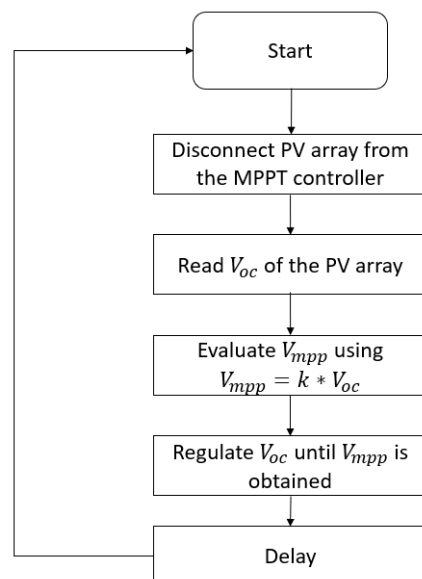 Start
Disconnect PV array from
the MPPT controller
Read V_oc of the PV array
Evaluate V_mpp using
V_mpp = k * V_oc
Regulate V_oc until V_mpp is
obtained
Delay